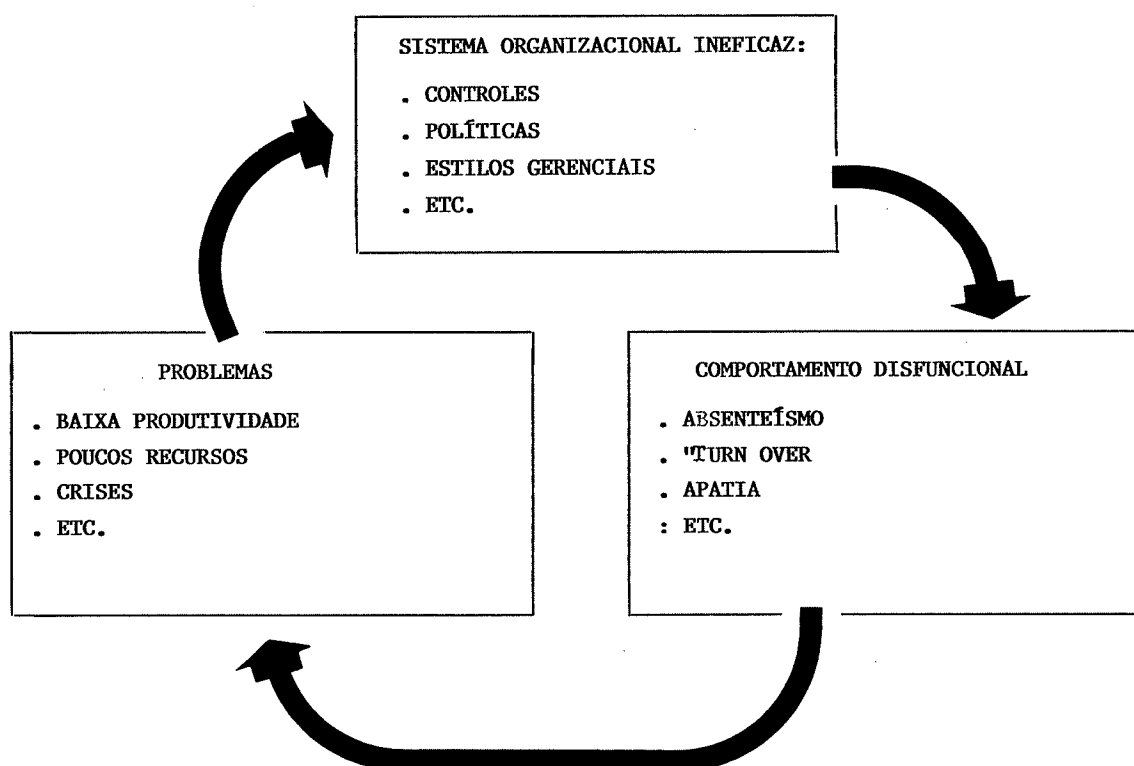 SISTEMA ORGANIZACIONAL INEFICAZ:
. CONTROLES
. POLÍTICAS
. ESTILOS GERENCIAIS
. ETC.
PROBLEMAS
. BAIXA PRODUTIVIDADE
. POUCOS RECURSOS
. CRISES
. ETC.
COMPORTAMENTO DISFUNCIONAL
. ABSENTEÍSMO
. "TURN OVER
. APATIA
: ETC.